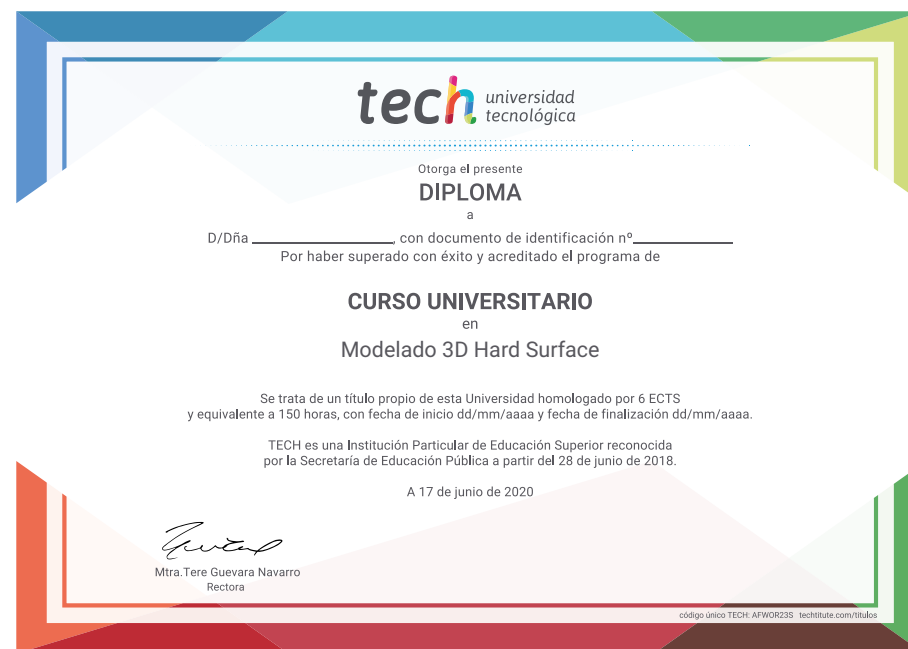 tech universidad
tecnológica
Otorga el presente
DIPLOMA
a
D/Dña ____________________, con documento de identificación nº______________
Por haber superado con éxito y acreditado el programa de
CURSO UNIVERSITARIO
en
Modelado 3D Hard Surface
Se trata de un título propio de esta Universidad homologado por 6 ECTS
y equivalente a 150 horas, con fecha de inicio dd/mm/aaaa y fecha de finalización dd/mm/aaaa.
TECH es una Institución Particular de Educación Superior reconocida
por la Secretaría de Educación Pública a partir del 28 de junio de 2018.
A 17 de junio de 2020
Mtra.Tere Guevara Navarro
Rectora
código único TECH: AFWOR23S techtitute.com/titulos